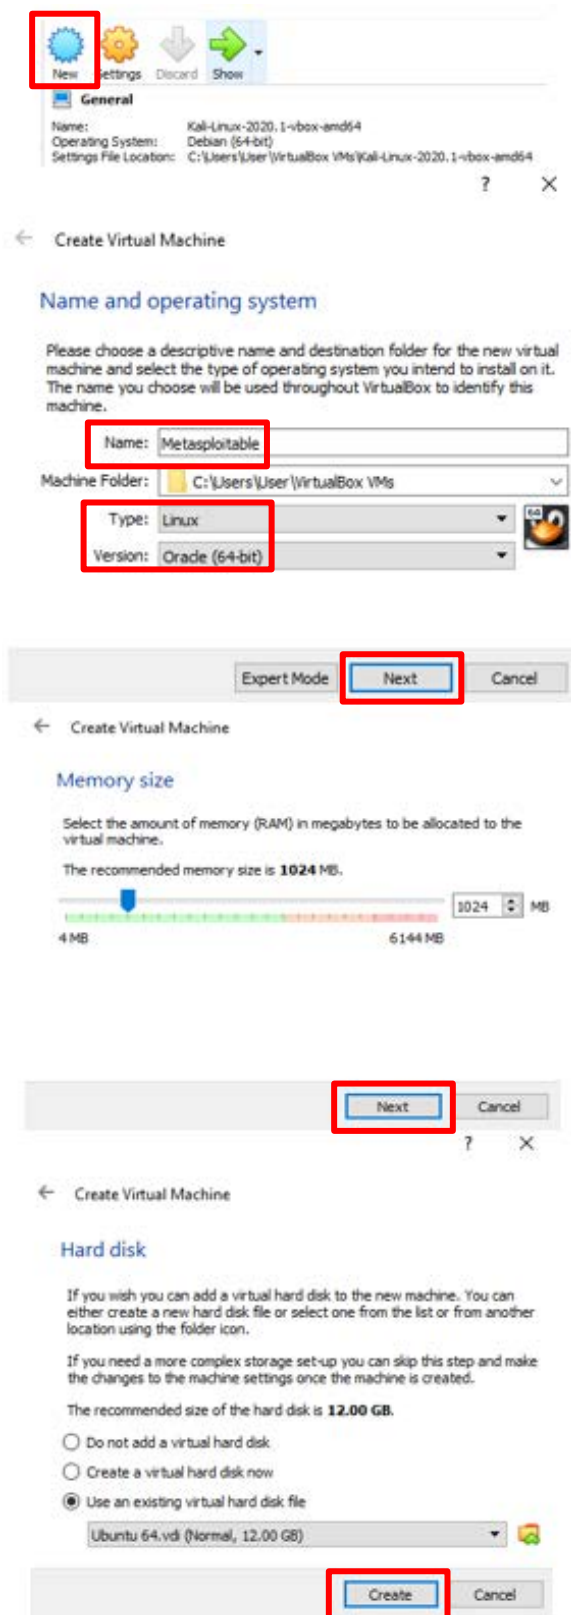 New Settings Discard Show
General
Name: Kali-Linux-2020.1-vbox-amd64
Operating System: Debian (64-bit)
Settings File Location: C:\Users\User\VirtualBox VMs\Kali-Linux-2020.1-vbox-amd64
? ×
← Create Virtual Machine
Name and operating system
Please choose a descriptive name and destination folder for the new virtual
machine and select the type of operating system you intend to install on it.
The name you choose will be used throughout VirtualBox to identify this
machine.
Name: Metasploitable
Machine Folder: C:\Users\User\VirtualBox VMs
Type: Linux
64
Version: Oracle (64-bit)
Expert Mode Next Cancel
← Create Virtual Machine
Memory size
Select the amount of memory (RAM) in megabytes to be allocated to the
virtual machine.
The recommended memory size is 1024 MB.
1024 MB
4 MB 6144 MB
Next Cancel
? ×
← Create Virtual Machine
Hard disk
If you wish you can add a virtual hard disk to the new machine. You can
either create a new hard disk file or select one from the list or from another
location using the folder icon.
If you need a more complex storage set-up you can skip this step and make
the changes to the machine settings once the machine is created.
The recommended size of the hard disk is 12.00 GB.
Do not add a virtual hard disk
Create a virtual hard disk now
Use an existing virtual hard disk file
Ubuntu 64.vdi (Normal, 12.00 GB)
Create Cancel